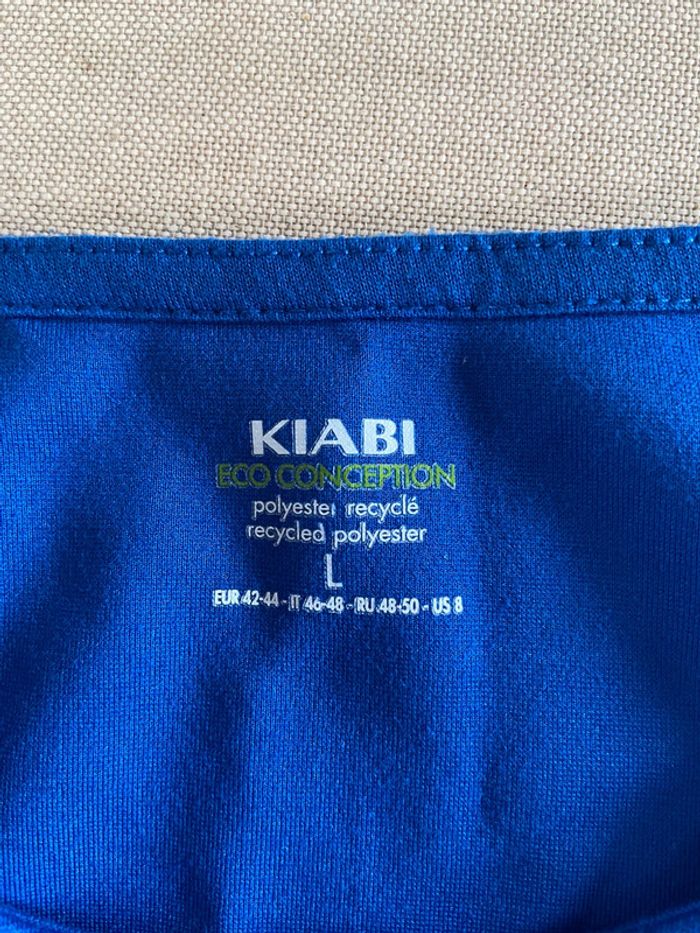 KIABI
ECO CONCEPTION
polyester recyclé
recycled polyester
L
EUR 42-44 - IT 46-48 - RU 48-50 - US 8